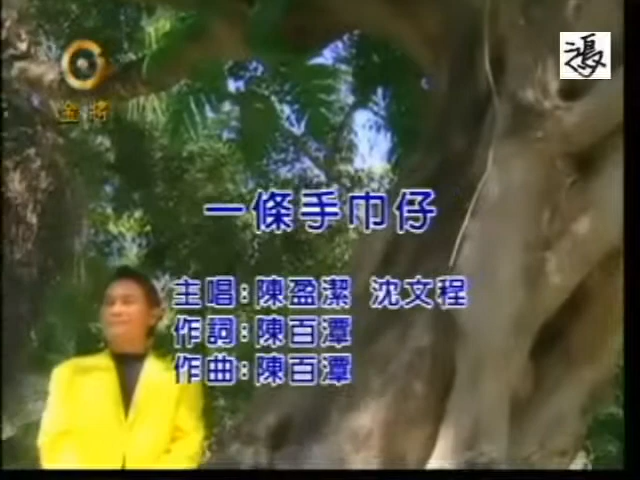 金將
一條手巾仔
主唱:陳盈潔 沈文程
作詞:陳百潭
作曲:陳百潭